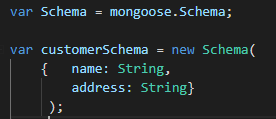 var Schema = mongoose.Schema;
var customerSchema = new Schema(
{   name: String,
address: String}
);